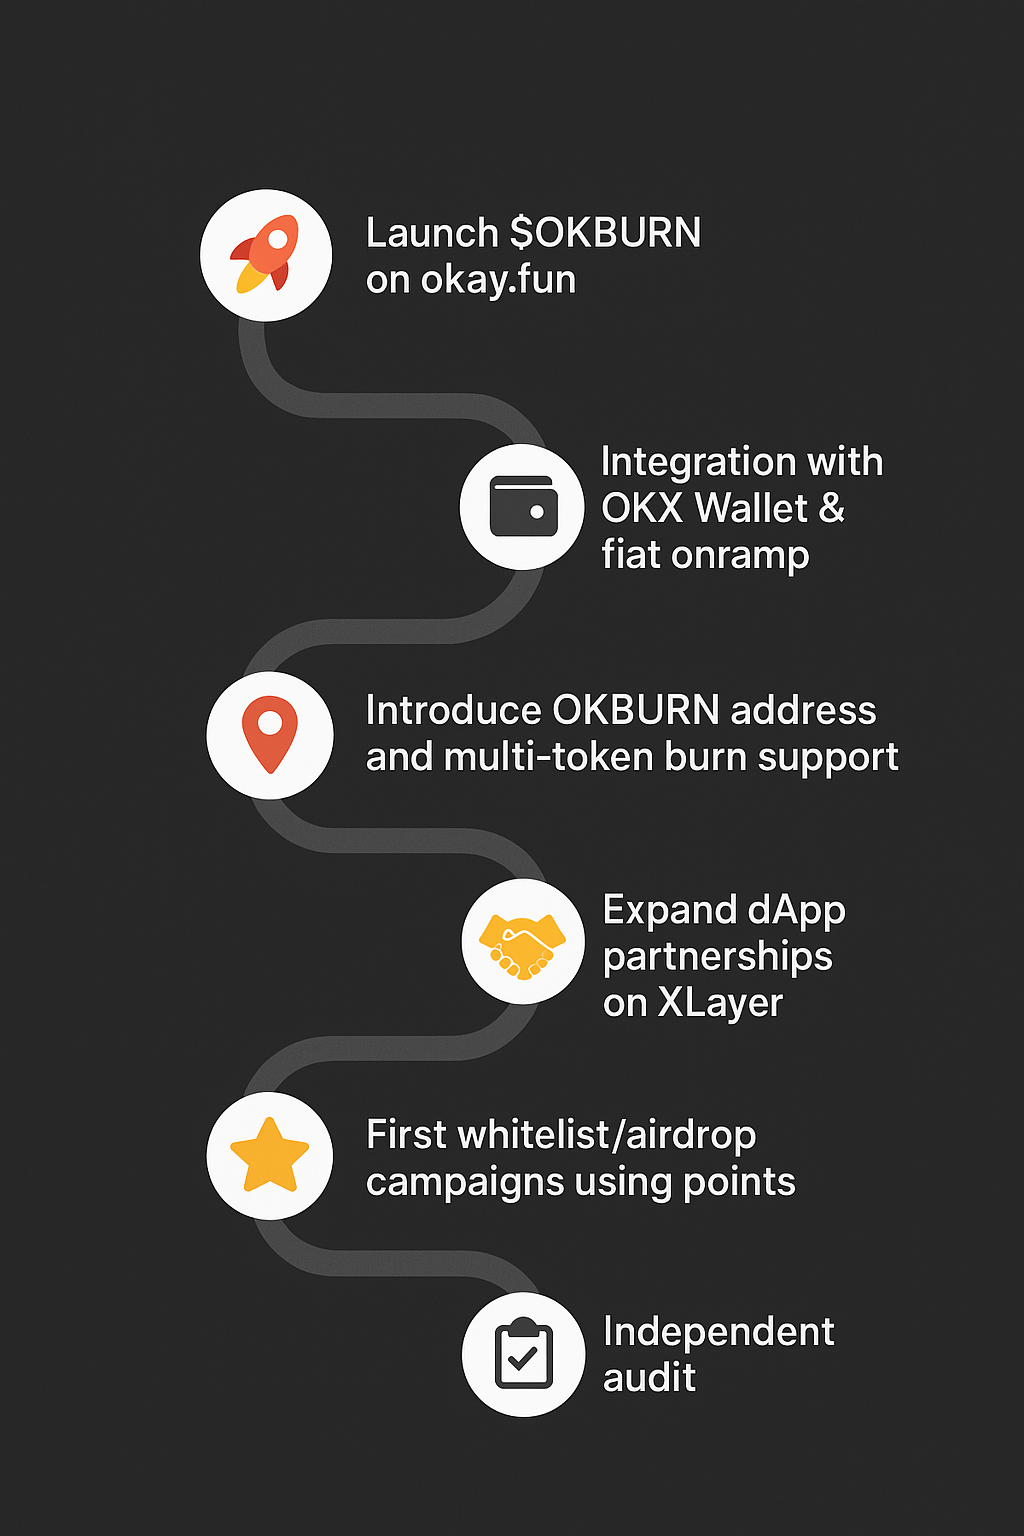 Launch $OKBURN
on okay.fun
Integration with
OKX Wallet &
fiat onramp
Introduce OKBURN address
and multi-token burn support
Expand dApp
partnerships
on XLayer
First whitelist/airdrop
campaigns using points
Independent
audit